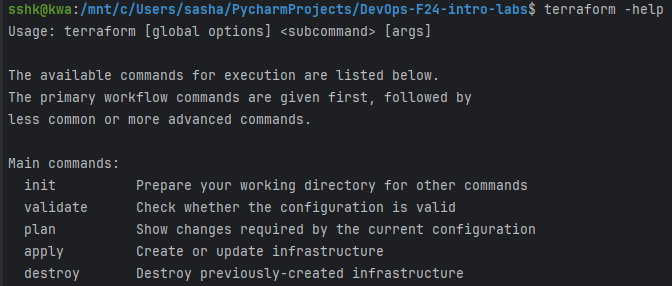 sshk@kwa:/mnt/c/Users/sasha/PycharmProjects/DevOps-F24-intro-labs$ terraform -help
Usage: terraform [global options] <subcommand> [args]
The available commands for execution are listed below.
The primary workflow commands are given first, followed by
less common or more advanced commands.
Main commands:
init Prepare your working directory for other commands
validate Check whether the configuration is valid
plan Show changes required by the current configuration
apply Create or update infrastructure
destroy Destroy previously-created infrastructure